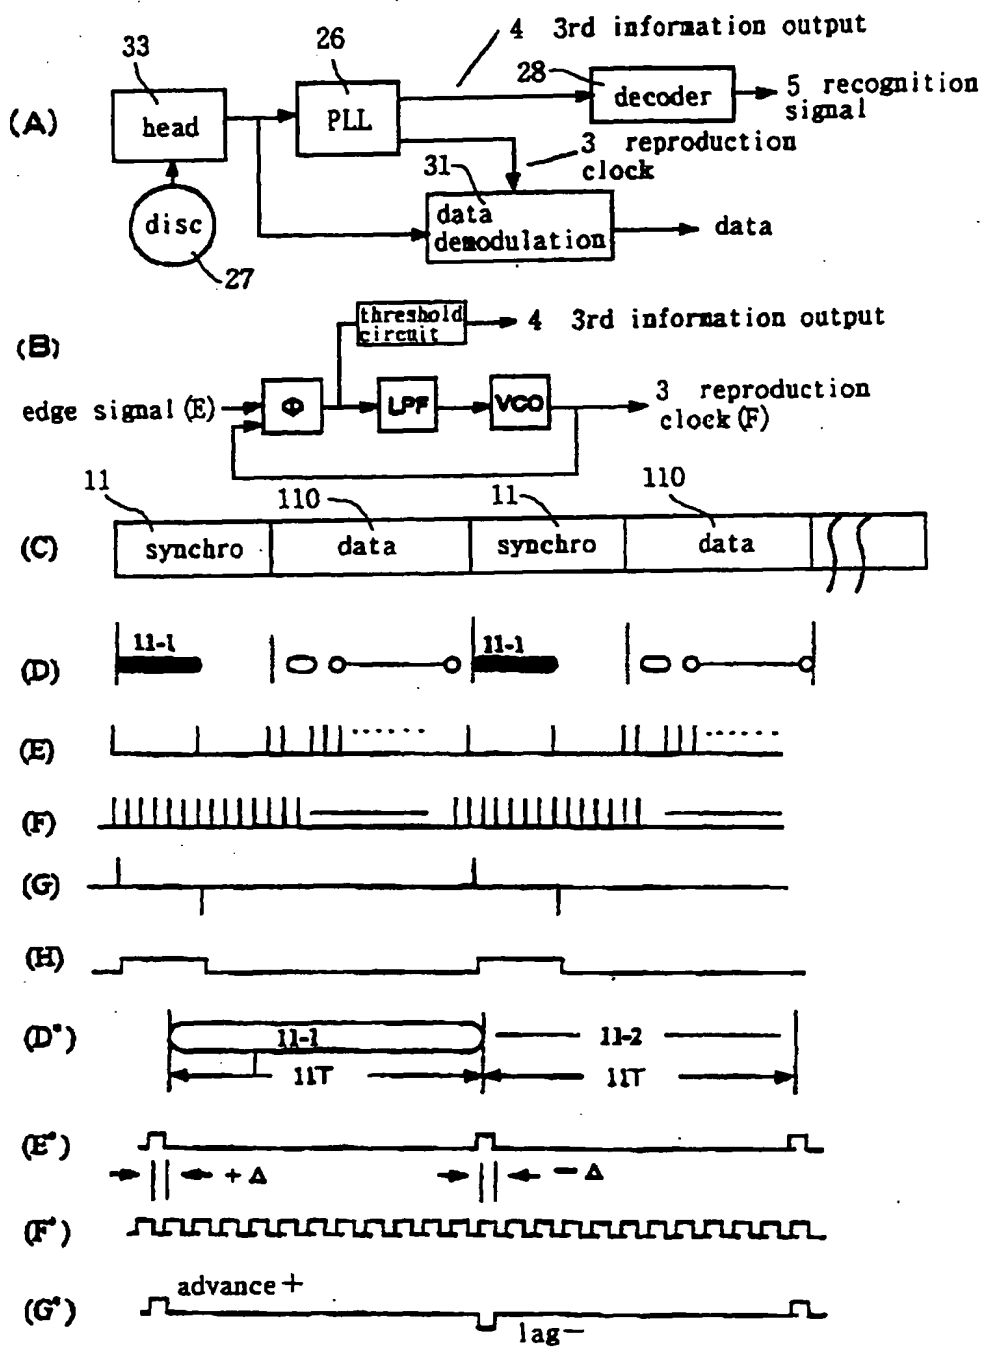 4 3rd information output
33
26
28
(A)
head
PLL
decoder
5 recognition
signal
3 reproduction
clock
31
disc
data
demodulation
data
27
threshold
circuit
4 3rd information output
(B)
edge signal (E)
Φ
LPF
VCO
3 reproduction
clock (F)
11
110
11
110
(C)
synchro
data
synchro
data
11-1
11-1
(D)
(E)
(F)
(G)
(H)
(D°)
11-1
11-2
11T
11T
(E°)
+ Δ
− Δ
(F°)
advance +
(G°)
lag −